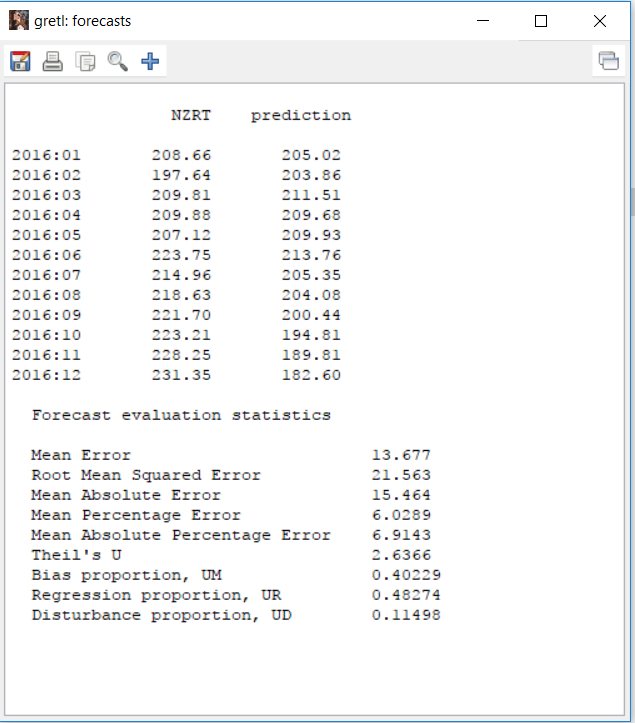 gretl: forecasts
NZRT prediction
2016:01 208.66 205.02
2016:02 197.64 203.86
2016:03 209.81 211.51
2016:04 209.88 209.68
2016:05 207.12 209.93
2016:06 223.75 213.76
2016:07 214.96 205.35
2016:08 218.63 204.08
2016:09 221.70 200.44
2016:10 223.21 194.81
2016:11 228.25 189.81
2016:12 231.35 182.60
Forecast evaluation statistics
Mean Error 13.677
Root Mean Squared Error 21.563
Mean Absolute Error 15.464
Mean Percentage Error 6.0289
Mean Absolute Percentage Error 6.9143
Theil's U 2.6366
Bias proportion, UM 0.40229
Regression proportion, UR 0.48274
Disturbance proportion, UD 0.11498